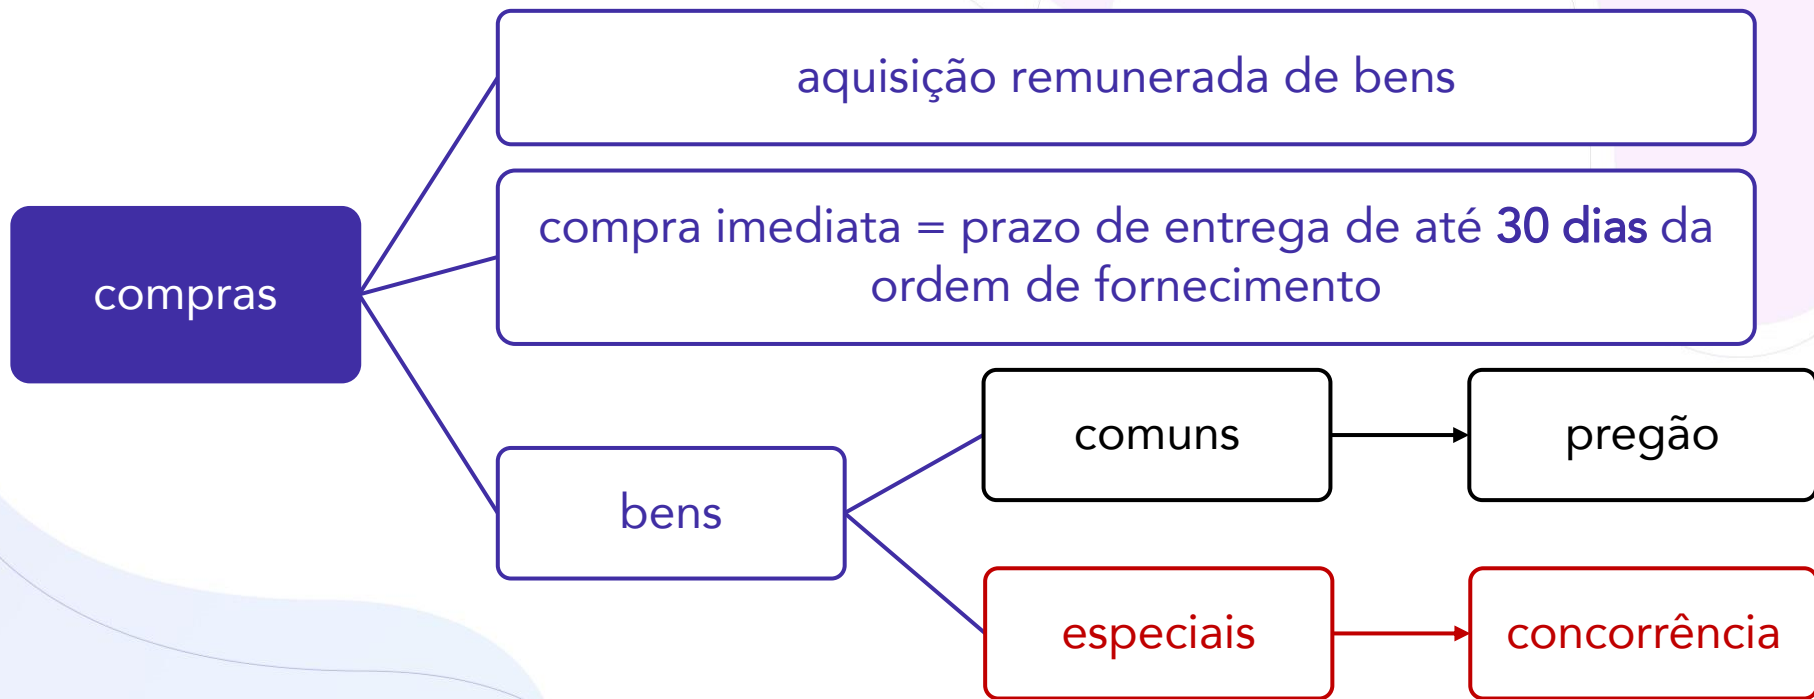 aquisição remunerada de bens
compra imediata = prazo de entrega de até 30 dias da
ordem de fornecimento
compras
comuns
pregão
bens
especiais
concorrência